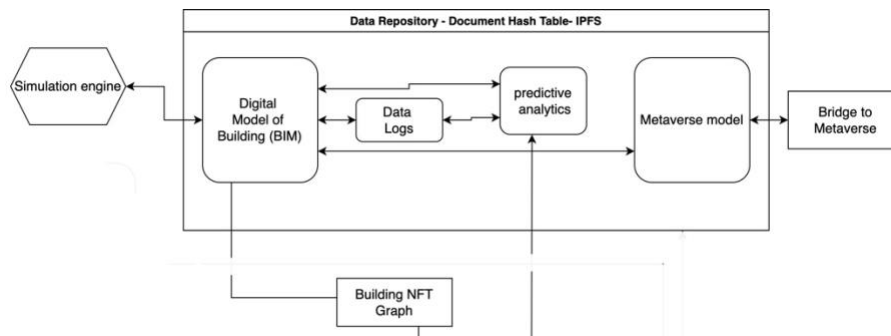 Data Repository - Document Hash Table- IPFS
Simulation engine
Digital
Model of
Building (BIM)
Data
Logs
predictive
analytics
Metaverse model
Bridge to
Metaverse
Building NFT
Graph